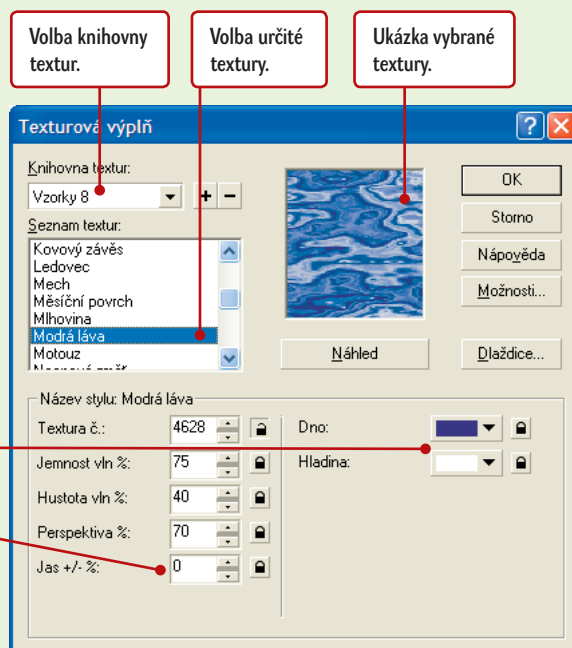 Volba knihovny
textur.
Volba určité
textury.
Ukázka vybrané
textury.
Texturová výplň
Knihovna textur:
Vzorky 8
Seznam textur:
Kovový závěs
Ledovec
Mech
Měsíční povrch
Mlhovina
Modrá láva
Motouz
OK
Storno
Nápověda
Možnosti...
Náhled
Dlaždice...
Název stylu: Modrá láva
Textura č.: 4628
Dno:
Jemnost vln %: 75
Hladina:
Hustota vln %: 40
Perspektiva %: 70
Jas +/- %: 0